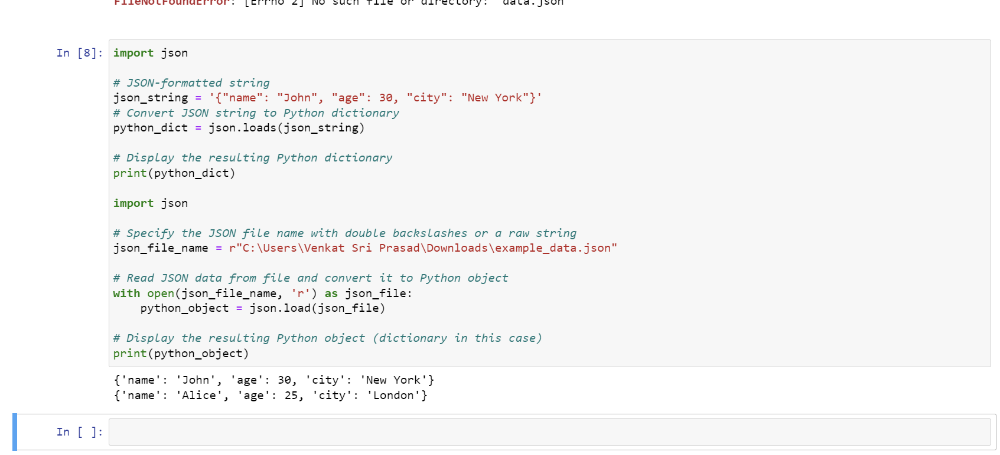 FileNotFoundError: [Errno 2] No such file or directory: 'data.json'
In [8]:
import json
# JSON-formatted string
json_string = '{"name": "John", "age": 30, "city": "New York"}'
# Convert JSON string to Python dictionary
python_dict = json.loads(json_string)
# Display the resulting Python dictionary
print(python_dict)
import json
# Specify the JSON file name with double backslashes or a raw string
json_file_name = r"C:\Users\Venkat Sri Prasad\Downloads\example_data.json"
# Read JSON data from file and convert it to Python object
with open(json_file_name, 'r') as json_file:
    python_object = json.load(json_file)
# Display the resulting Python object (dictionary in this case)
print(python_object)
{'name': 'John', 'age': 30, 'city': 'New York'}
{'name': 'Alice', 'age': 25, 'city': 'London'}
In [ ]: